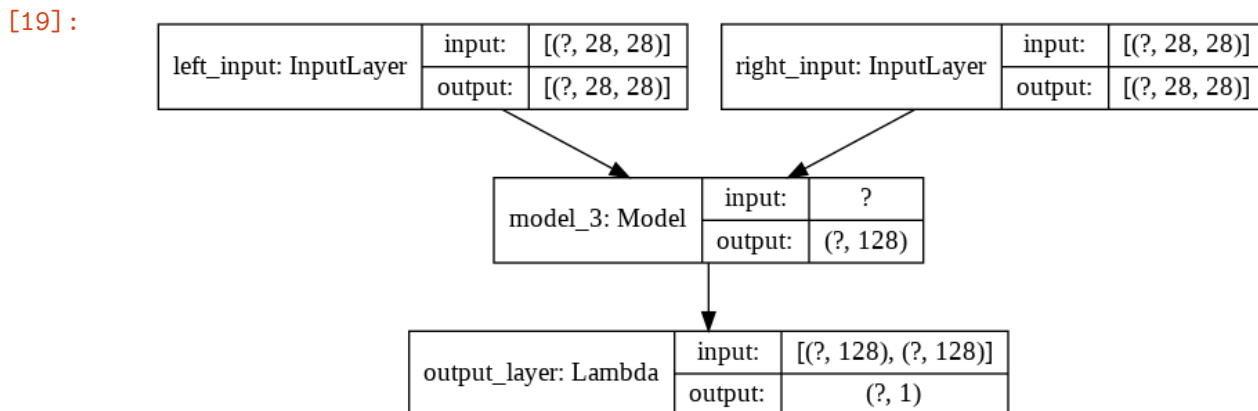 [19]:
left_input: InputLayer
input: [(?, 28, 28)]
output: [(?, 28, 28)]
right_input: InputLayer
input: [(?, 28, 28)]
output: [(?, 28, 28)]
model_3: Model
input: ?
output: (?, 128)
output_layer: Lambda
input: [(?, 128), (?, 128)]
output: (?, 1)